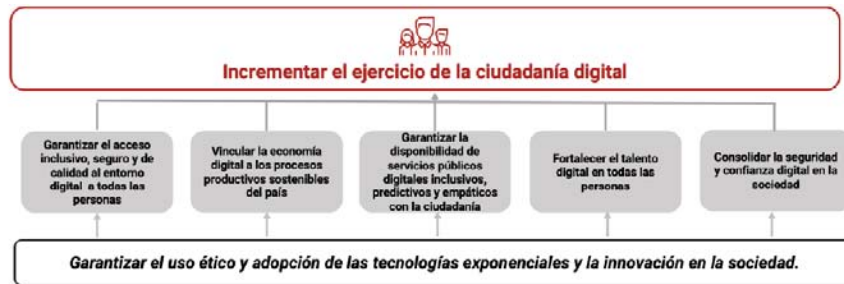 Incrementar el ejercicio de la ciudadanía digital
Garantizar el acceso
inclusivo, seguro y de
calidad al entorno
digital a todas las
personas
Vincular la economía
digital a los procesos
productivos sostenibles
del país
Garantizar la
disponibilidad de
servicios públicos
digitales inclusivos,
predictivos y empáticos
con la ciudadanía
Fortalecer el talento
digital en todas las
personas
Consolidar la seguridad
y confianza digital en la
sociedad
Garantizar el uso ético y adopción de las tecnologías exponenciales y la innovación en la sociedad.